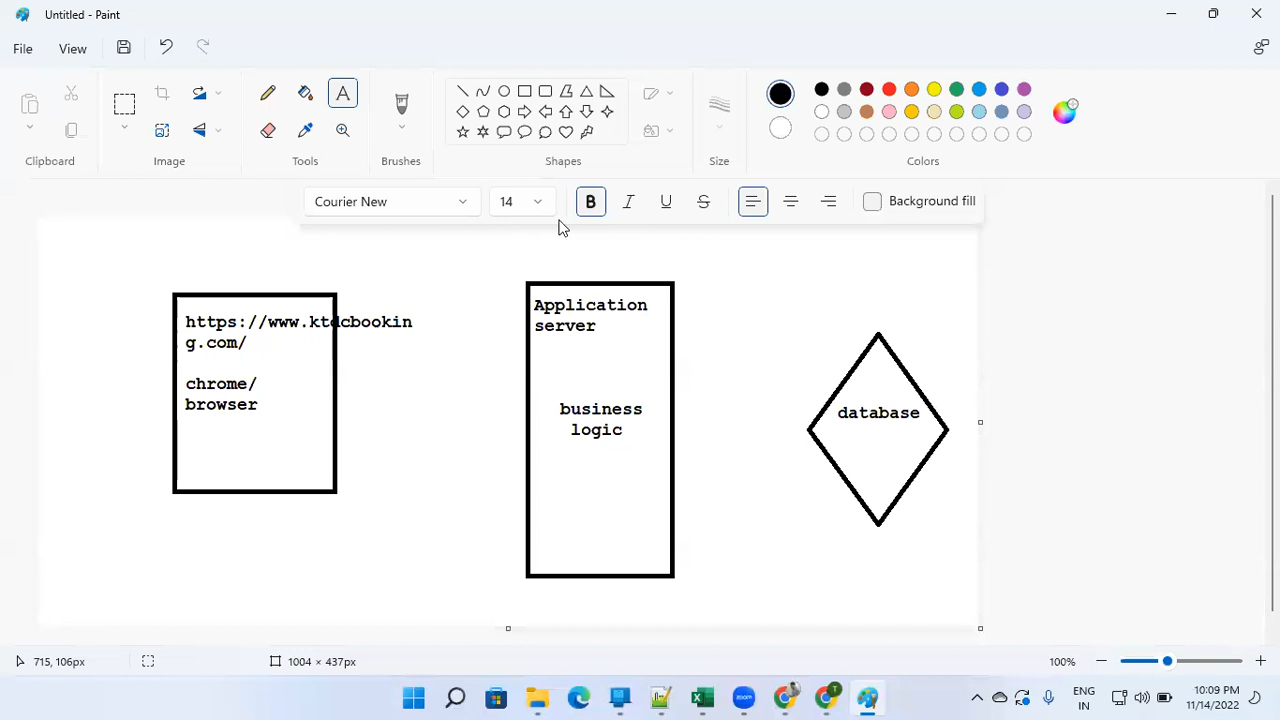 Untitled - Paint
File
View
Clipboard
Image
Tools
Brushes
Shapes
Size
Colors
Courier New
14
B
I
U
S
Background fill
https://www.ktdcbookin
g.com/
chrome/
browser
Application
server
business
logic
database
715, 106px
1004 × 437px
100%
zoom
T
ENG
IN
10:09 PM
11/14/2022